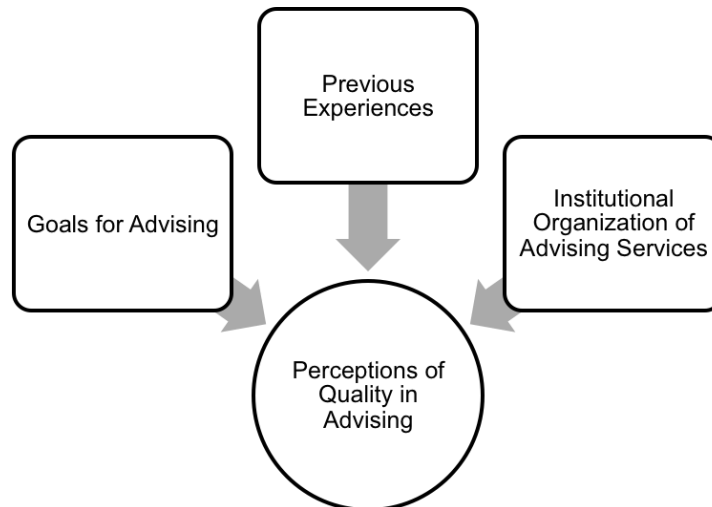 Previous
Experiences
Goals for Advising
Institutional
Organization of
Advising Services
Perceptions of
Quality in
Advising